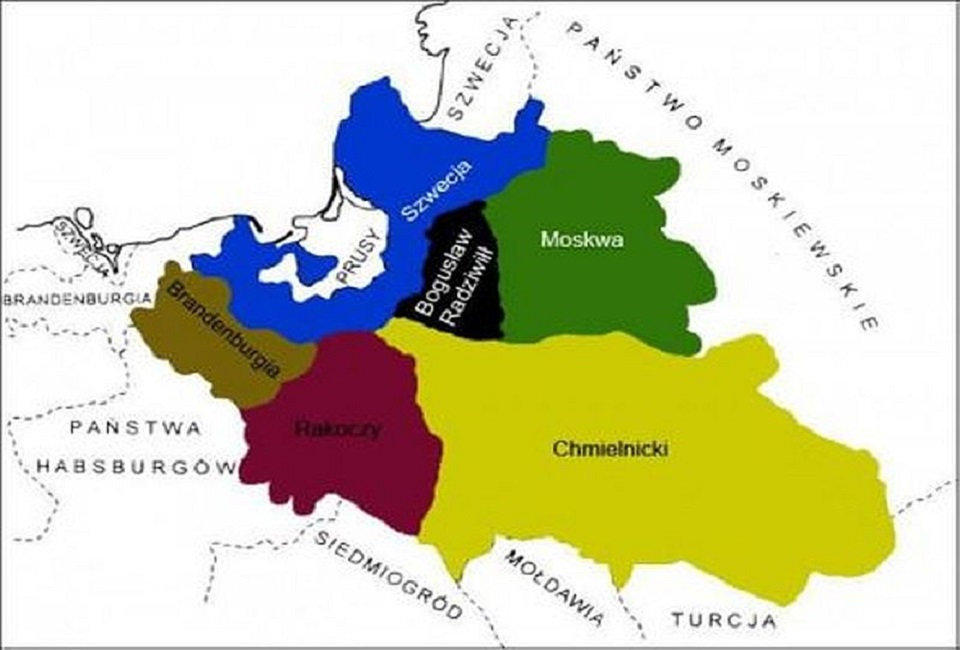 SZWECJA
PAŃSTWO MOSKIEWSKIE
Szwecja
Moskwa
SZWECJA
PRUSY
Bogusław
Radziwiłł
BRANDENBURGIA
Brandenburgia
PAŃSTWA
HABSBURGÓW
Rakoczy
Chmielnicki
SIEDMIOGRÓD
MOŁDAWIA
TURCJA